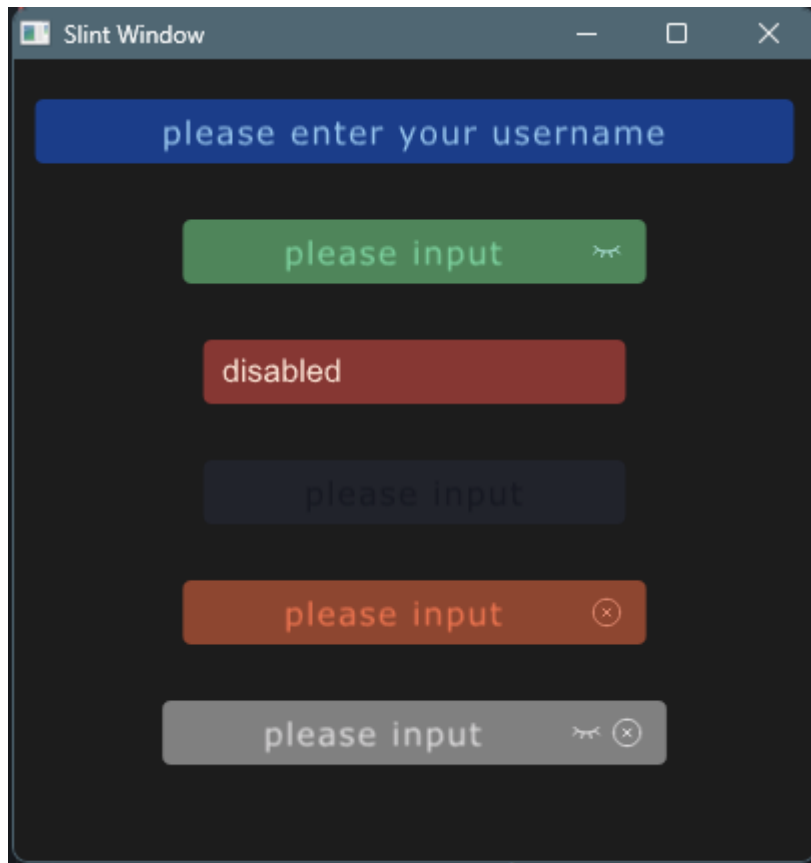 Slint Window
please enter your username
please input
disabled
please input
please input
please input